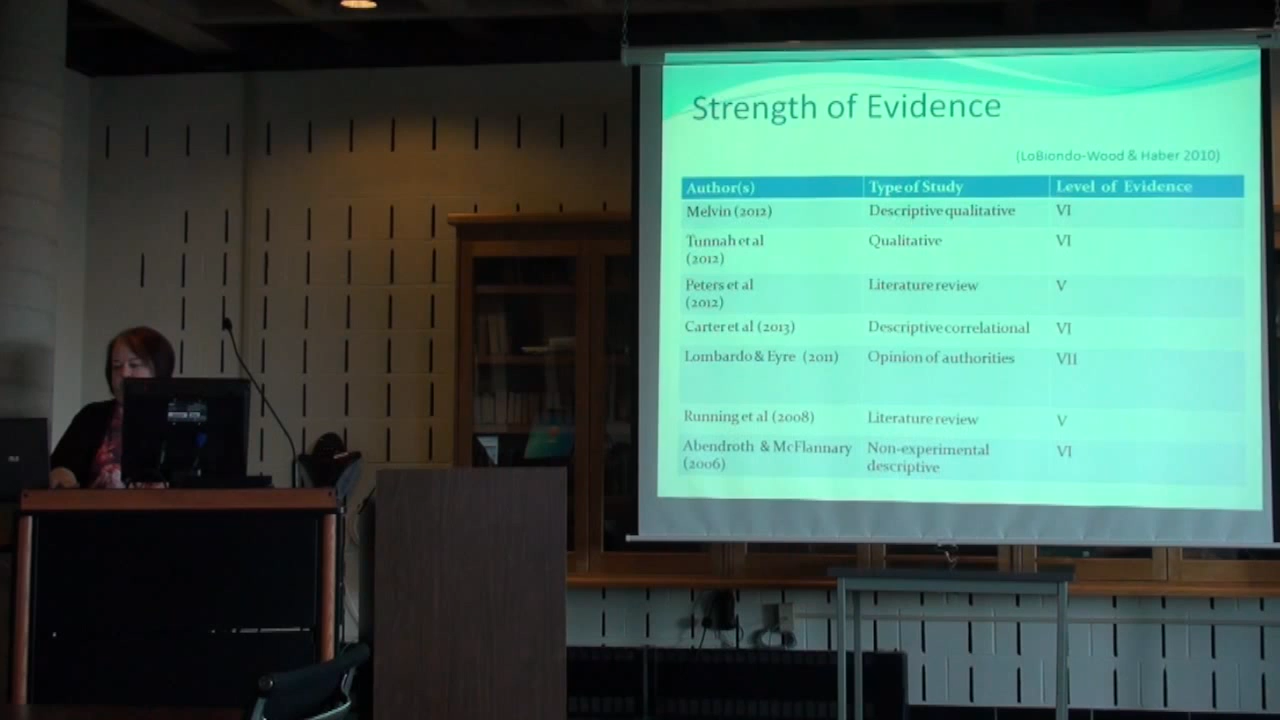 Strength of Evidence
(LoBiondo-Wood & Haber 2010)
Author(s) Type of Study Level of Evidence
Melvin (2012) Descriptive qualitative VI
Tunnah et al Qualitative VI
(2012)
Peters et al Literature review V
(2012)
Carter et al (2013) Descriptive correlational VI
Lombardo & Eyre (2011) Opinion of authorities VII
Running et al (2008) Literature review V
Abendroth & McFlannary Non-experimental VI
(2006) descriptive